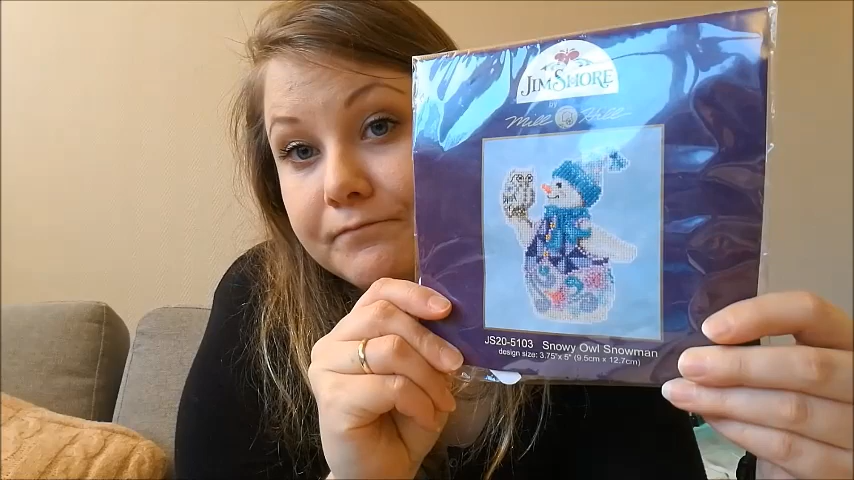 JIM SHORE
by
Mill Hill
JS20-5103 Snowy Owl Snowman
design size: 3.75" x 5" (9.5cm x 12.7cm)